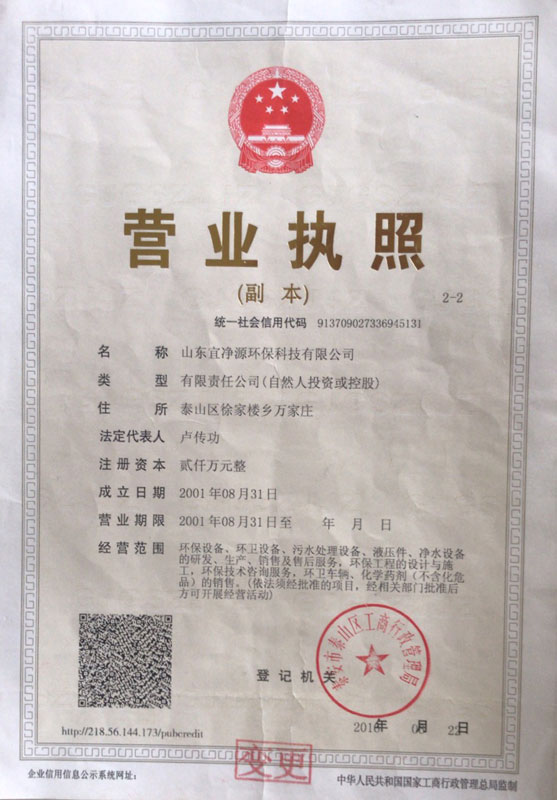 营业执照
(副 本)
2-2
统一社会信用代码 913709027336945131
名 称 山东宜净源环保科技有限公司
类 型 有限责任公司(自然人投资或控股)
住 所 泰山区徐家楼乡万家庄
法定代表人 卢传功
注册资本 贰仟万元整
成立日期 2001年08月31日
营业期限 2001年08月31日至 年 月 日
经营范围 环保设备、环卫设备、污水处理设备、液压件、净水设备
的研发、生产、销售及售后服务,环保工程的设计与施
工,环保技术咨询服务,环卫车辆、化学药剂(不含化危
品)的销售。(依法须经批准的项目,经相关部门批准后
方可开展经营活动)
泰安市泰山区工商行政管理局
登记机关
年 月 22日
http://218.56.144.173/pubcredit
变更
企业信用信息公示系统网址:
中华人民共和国国家工商行政管理总局监制